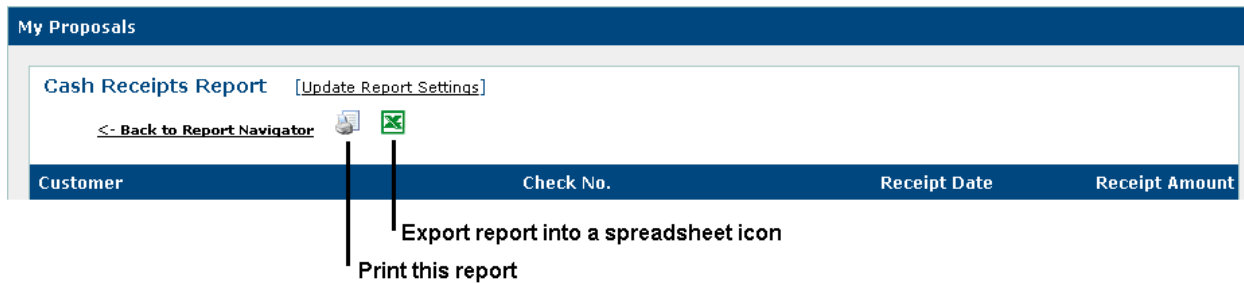 My Proposals
Cash Receipts Report [Update Report Settings]
<- Back to Report Navigator
Customer Check No. Receipt Date Receipt Amount
Export report into a spreadsheet icon
Print this report